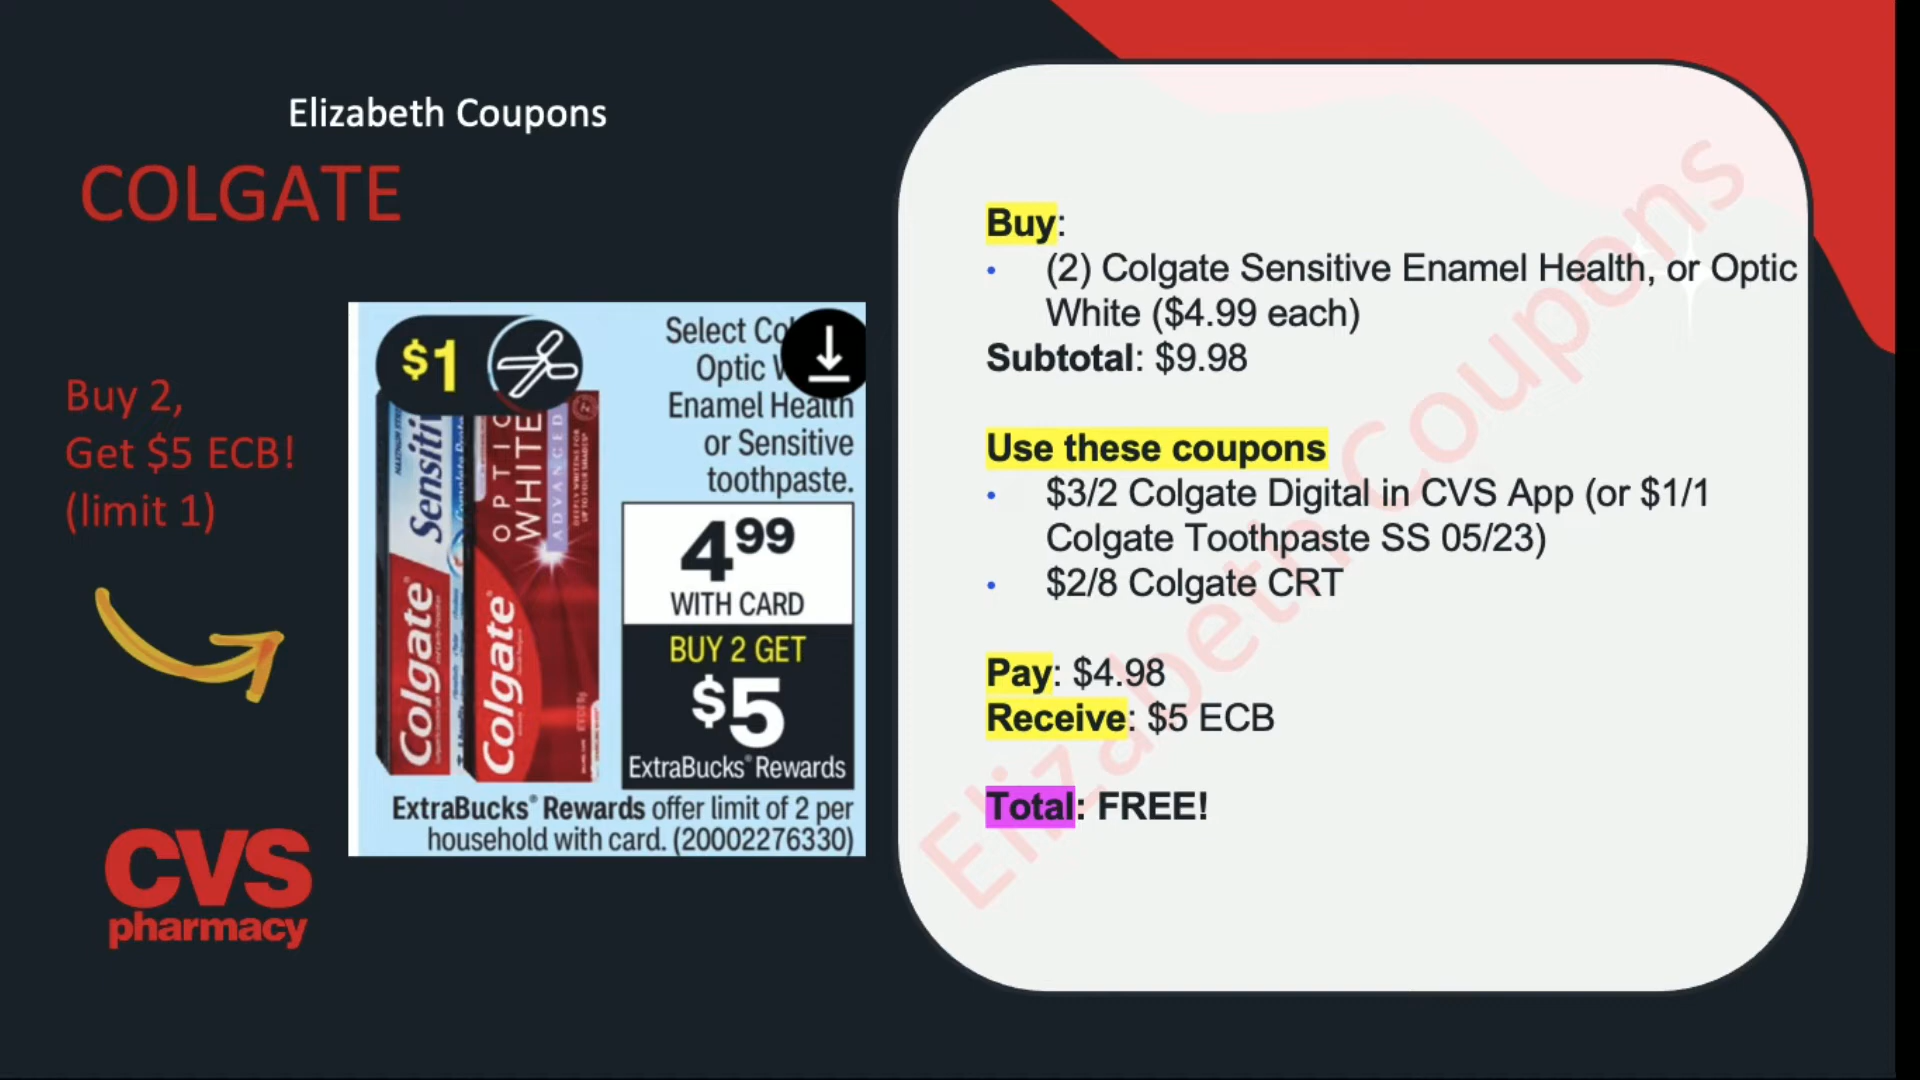 Elizabeth Coupons
COLGATE
Buy 2,
Get $5 ECB!
(limit 1)
CVS
pharmacy
$1
Select
Optic
Enamel Health
or Sensitive
toothpaste.
4.99
WITH CARD
BUY 2 GET
$5
ExtraBucks® Rewards
ExtraBucks® Rewards offer limit of 2 per
household with card. (20002276330)
Colgate
Sensiti
Colgate
OPTIC
WHITE
ADVANCED
Buy:
• (2) Colgate Sensitive Enamel Health, or Optic
White ($4.99 each)
Subtotal: $9.98
Use these coupons
• $3/2 Colgate Digital in CVS App (or $1/1
Colgate Toothpaste SS 05/23)
• $2/8 Colgate CRT
Pay: $4.98
Receive: $5 ECB
Total: FREE!
Elizabeth Coupons